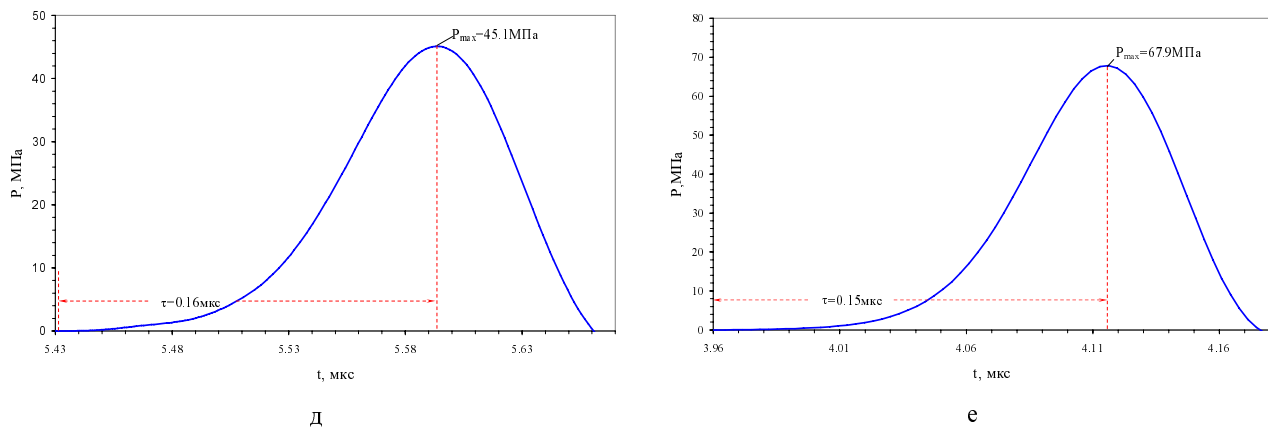 50
40
30
20
10
0
P, МПа
Pmax=45.1МПа
τ=0.16мкс
5.43 5.48 5.53 5.58 5.63
t, мкс
д
80
70
60
50
40
30
20
10
0
P,МПа
Pmax=67.9МПа
τ=0.15мкс
3.96 4.01 4.06 4.11 4.16
t, мкс
е